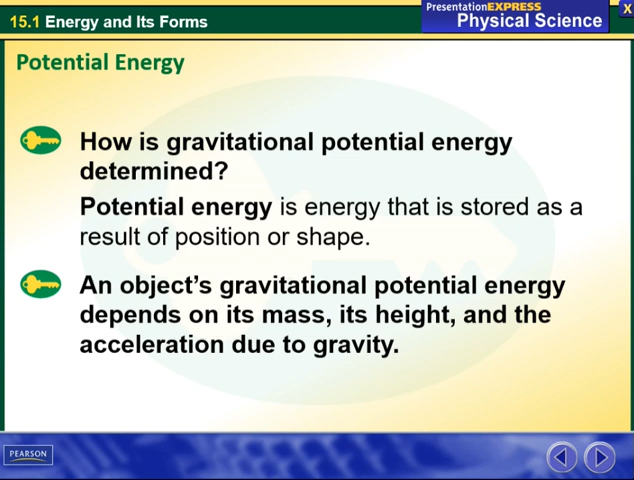 15.1 Energy and Its Forms
PresentationEXPRESS
Physical Science
X
Potential Energy
How is gravitational potential energy
determined?
Potential energy is energy that is stored as a
result of position or shape.
An object’s gravitational potential energy
depends on its mass, its height, and the
acceleration due to gravity.
PEARSON